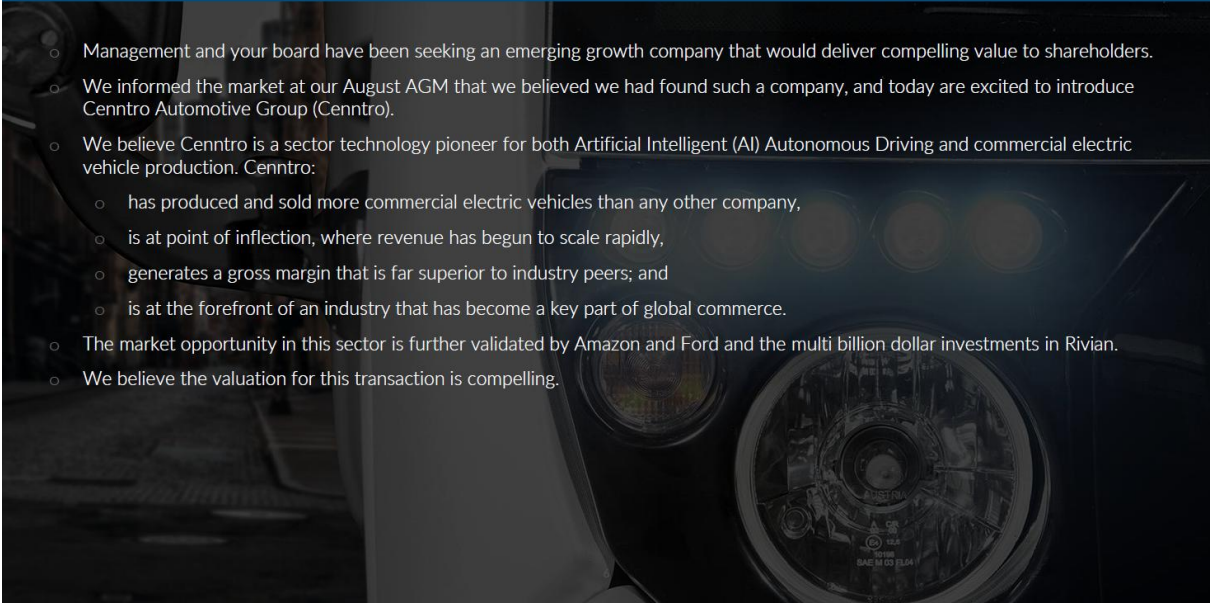 Management and your board have been seeking an emerging growth company that would deliver compelling value to shareholders.
We informed the market at our August AGM that we believed we had found such a company, and today are excited to introduce
Cenntro Automotive Group (Cenntro).
We believe Cenntro is a sector technology pioneer for both Artificial Intelligent (AI) Autonomous Driving and commercial electric
vehicle production. Cenntro:
has produced and sold more commercial electric vehicles than any other company,
is at point of inflection, where revenue has begun to scale rapidly,
generates a gross margin that is far superior to industry peers; and
is at the forefront of an industry that has become a key part of global commerce.
The market opportunity in this sector is further validated by Amazon and Ford and the multi billion dollar investments in Rivian.
We believe the valuation for this transaction is compelling.
SAE M 03 EL04